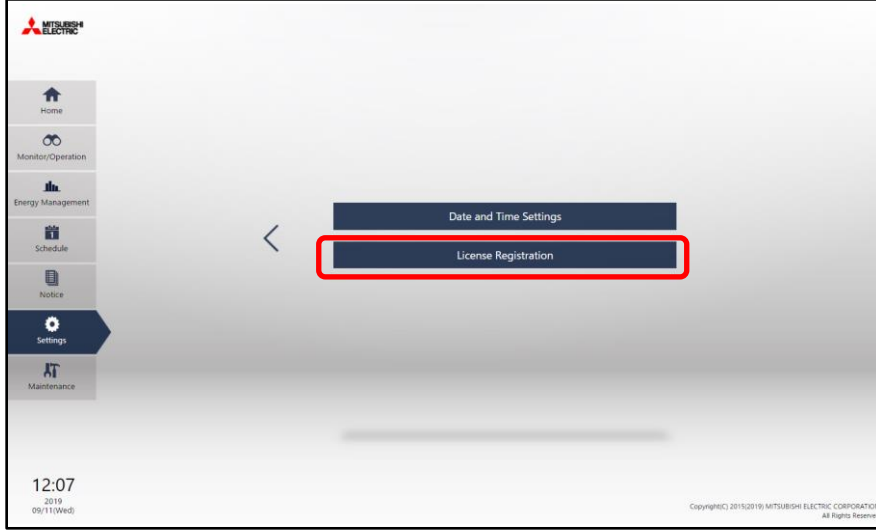 MITSUBISHI
ELECTRIC
Home
Monitor/Operation
Energy Management
Schedule
Notice
Settings
Maintenance
Date and Time Settings
License Registration
12:07
2019
09/11(Wed)
Copyright(C) 2015(2019) MITSUBISHI ELECTRIC CORPORATION
All Rights Reserve